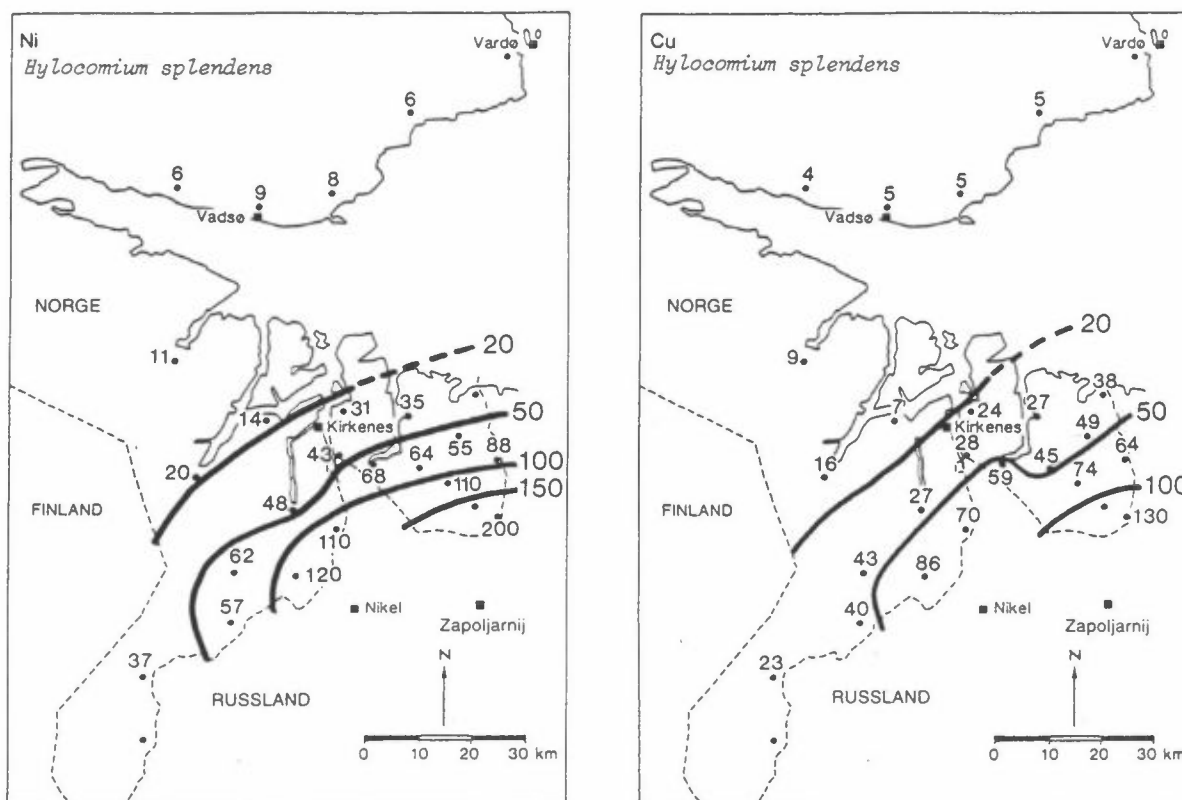 Ni
Hylocomium splendens
Vardø
6
6
9
8
Vadsø
NORGE
11
20
14
31
35
Kirkenes
50
43
68
64
55
88
100
20
110
150
48
FINLAND
110
200
62
120
57
Nikel
Zapoljarnij
37
N
RUSSLAND
0 10 20 30 km
Cu
Hylocomium splendens
Vardø
5
4
5
5
Vadsø
NORGE
9
20
7
24
27
38
Kirkenes
50
28
59
45
49
64
16
74
100
27
FINLAND
70
130
43
86
40
Nikel
Zapoljarnij
23
N
RUSSLAND
0 10 20 30 km